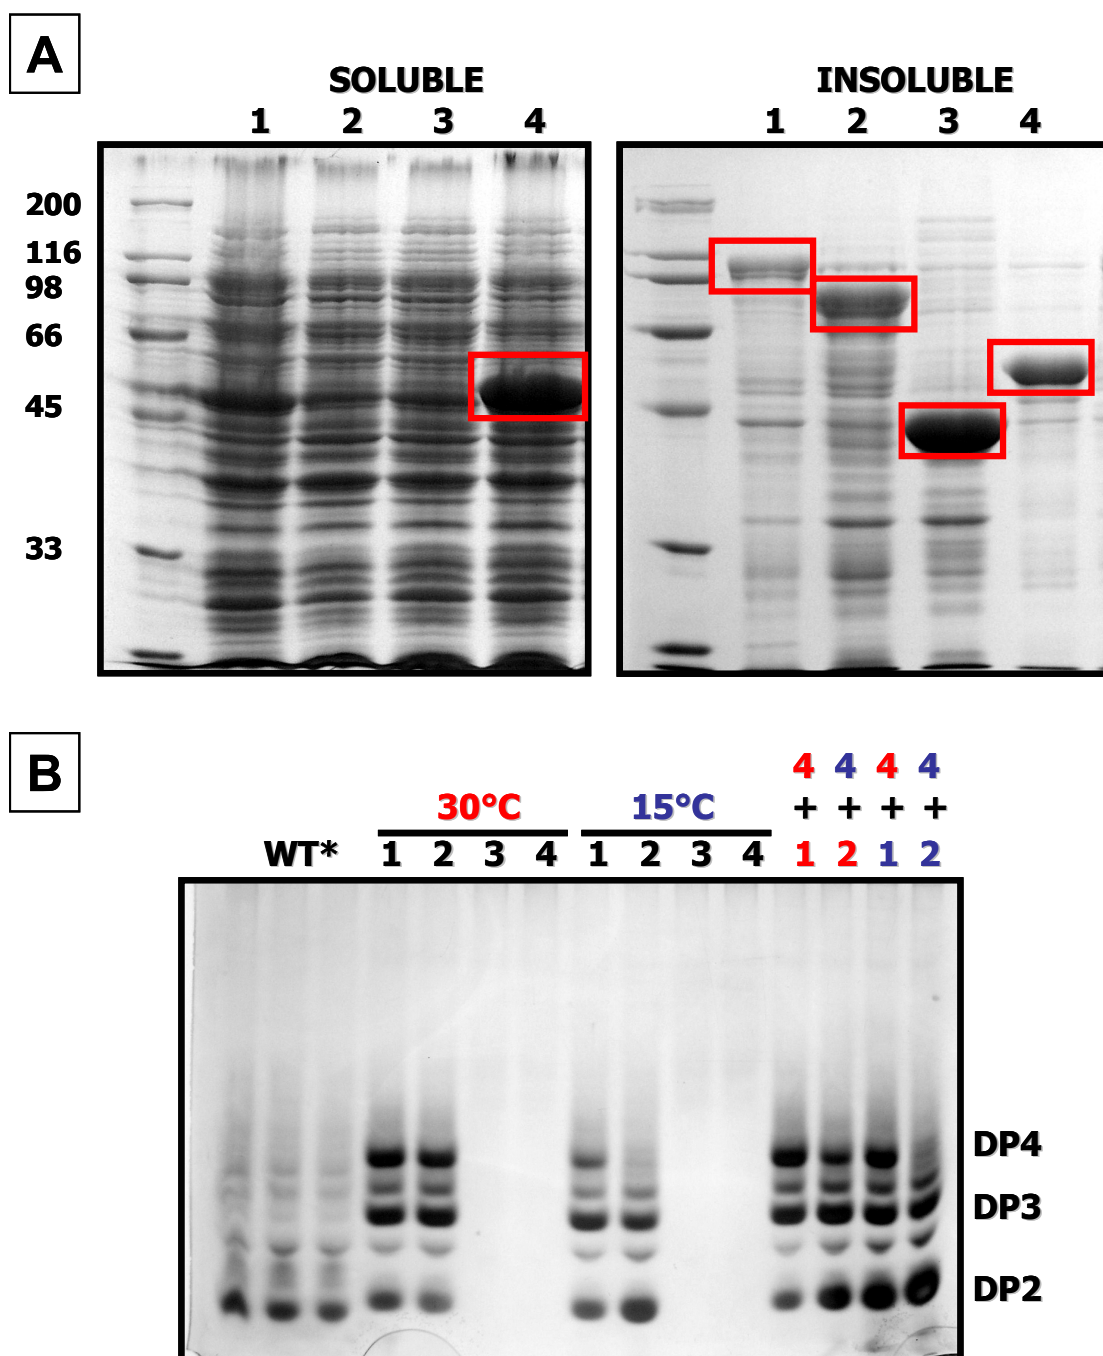 A
SOLUBLE
INSOLUBLE
1 2 3 4
1 2 3 4
200
116
98
66
45
33
B
4 4 4 4
30°C
15°C
+ + + +
WT*
1 2 3 4
1 2 3 4
1 2 1 2
DP4
DP3
DP2